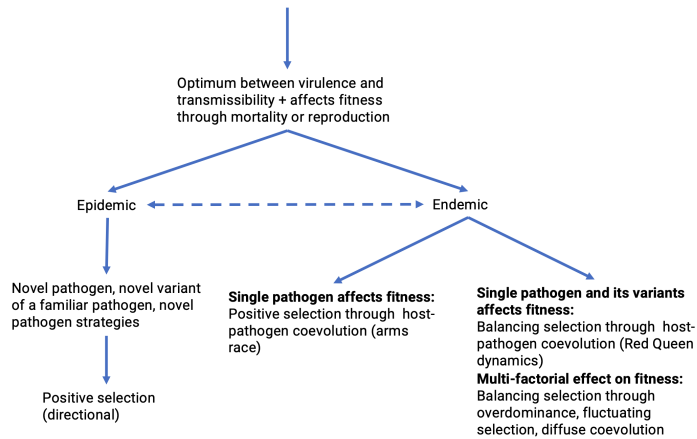 Optimum between virulence and
transmissibility + affects fitness
through mortality or reproduction
Epidemic
Endemic
Novel pathogen, novel variant
of a familiar pathogen, novel
pathogen strategies
Positive selection
(directional)
Single pathogen affects fitness:
Positive selection through host-
pathogen coevolution (arms
race)
Single pathogen and its variants
affects fitness:
Balancing selection through host-
pathogen coevolution (Red Queen
dynamics)
Multi-factorial effect on fitness:
Balancing selection through
overdominance, fluctuating
selection, diffuse coevolution